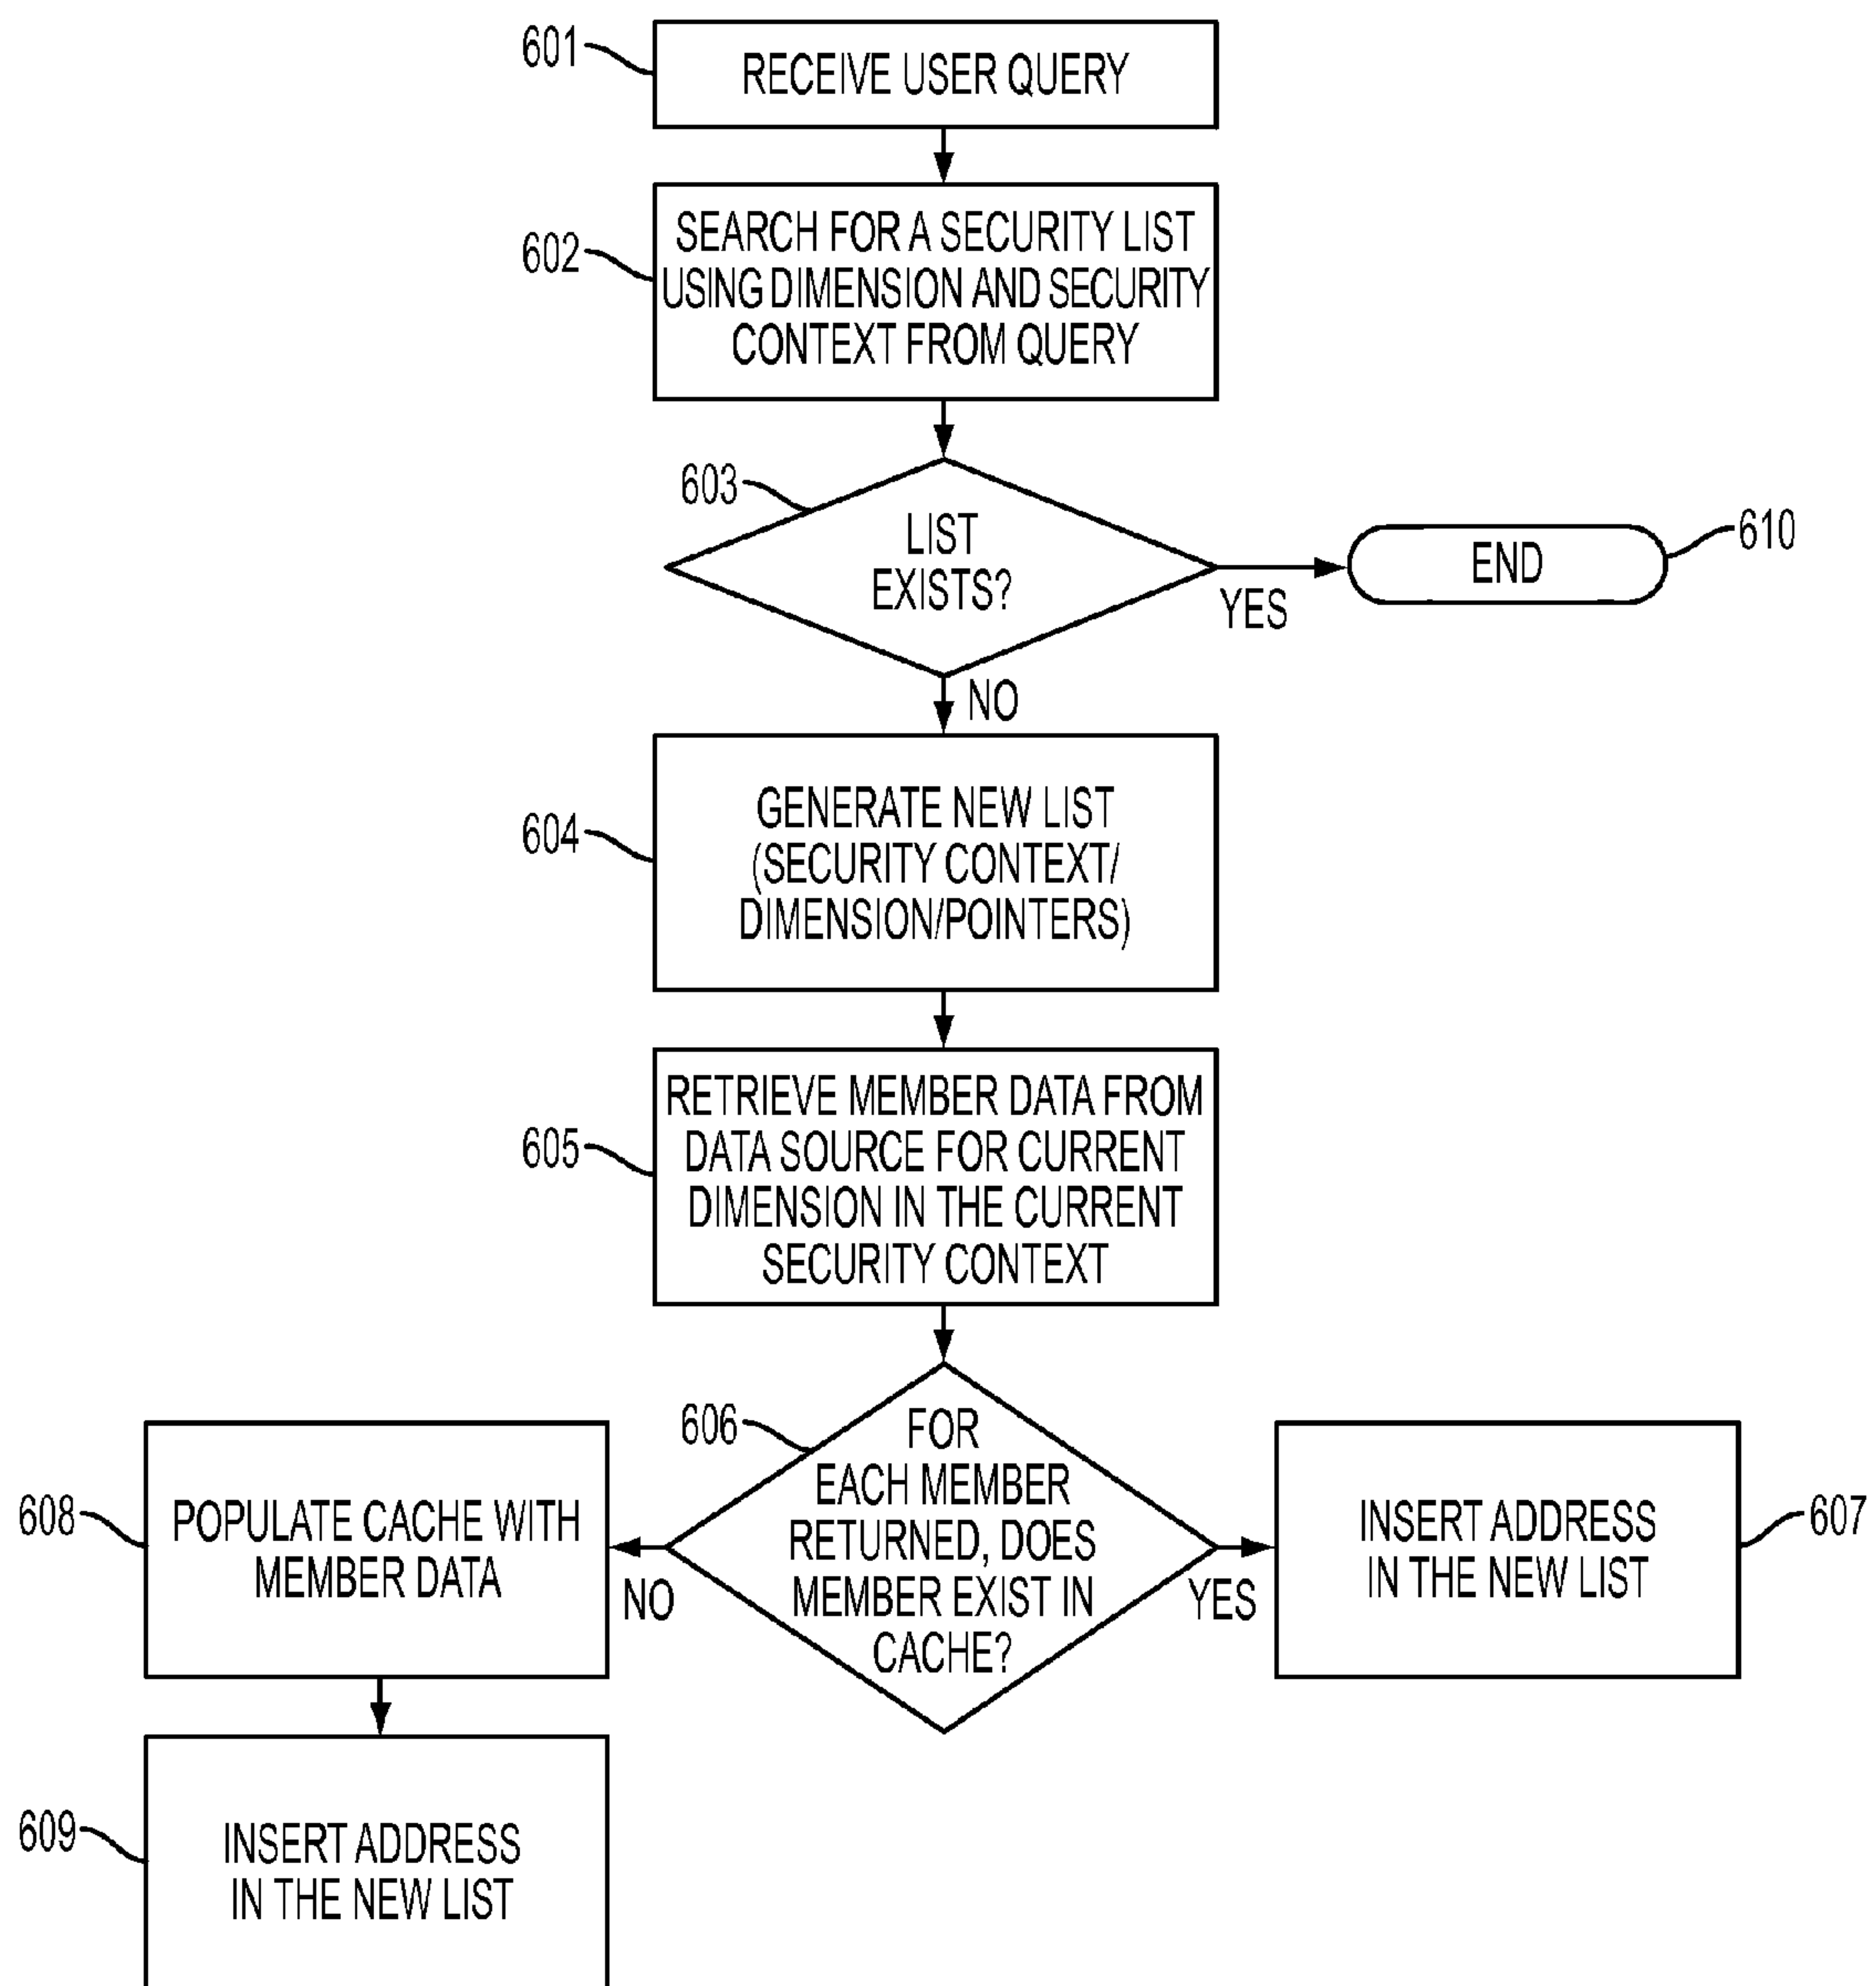 601
RECEIVE USER QUERY
602
SEARCH FOR A SECURITY LIST
USING DIMENSION AND SECURITY
CONTEXT FROM QUERY
603
LIST
EXISTS?
YES
END
610
NO
604
GENERATE NEW LIST
(SECURITY CONTEXT/
DIMENSION/POINTERS)
605
RETRIEVE MEMBER DATA FROM
DATA SOURCE FOR CURRENT
DIMENSION IN THE CURRENT
SECURITY CONTEXT
606
FOR
EACH MEMBER
RETURNED, DOES
MEMBER EXIST IN
CACHE?
YES
INSERT ADDRESS
IN THE NEW LIST
607
NO
608
POPULATE CACHE WITH
MEMBER DATA
609
INSERT ADDRESS
IN THE NEW LIST